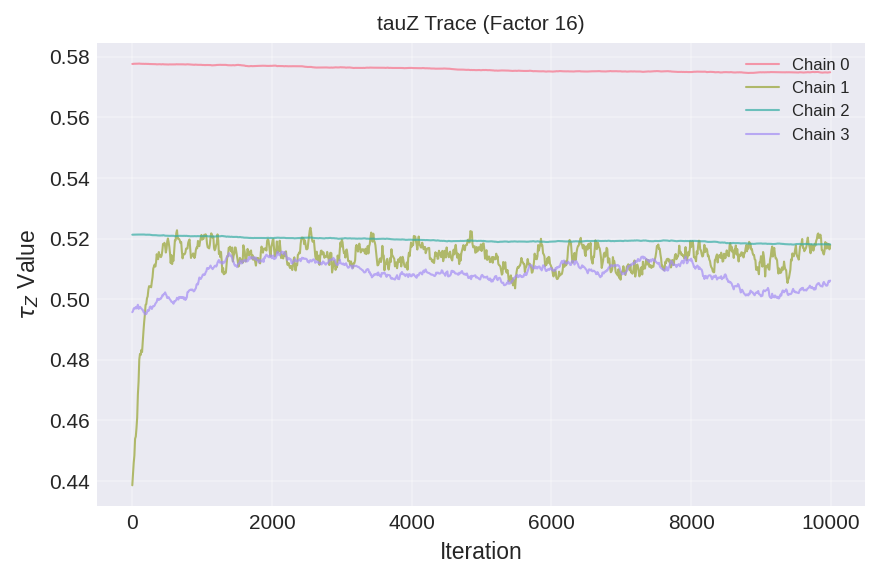 tauZ Trace (Factor 16)
0.58
0.56
0.54
0.52
0.50
0.48
0.46
0.44
τZ Value
Chain 0
Chain 1
Chain 2
Chain 3
0 2000 4000 6000 8000 10000
Iteration